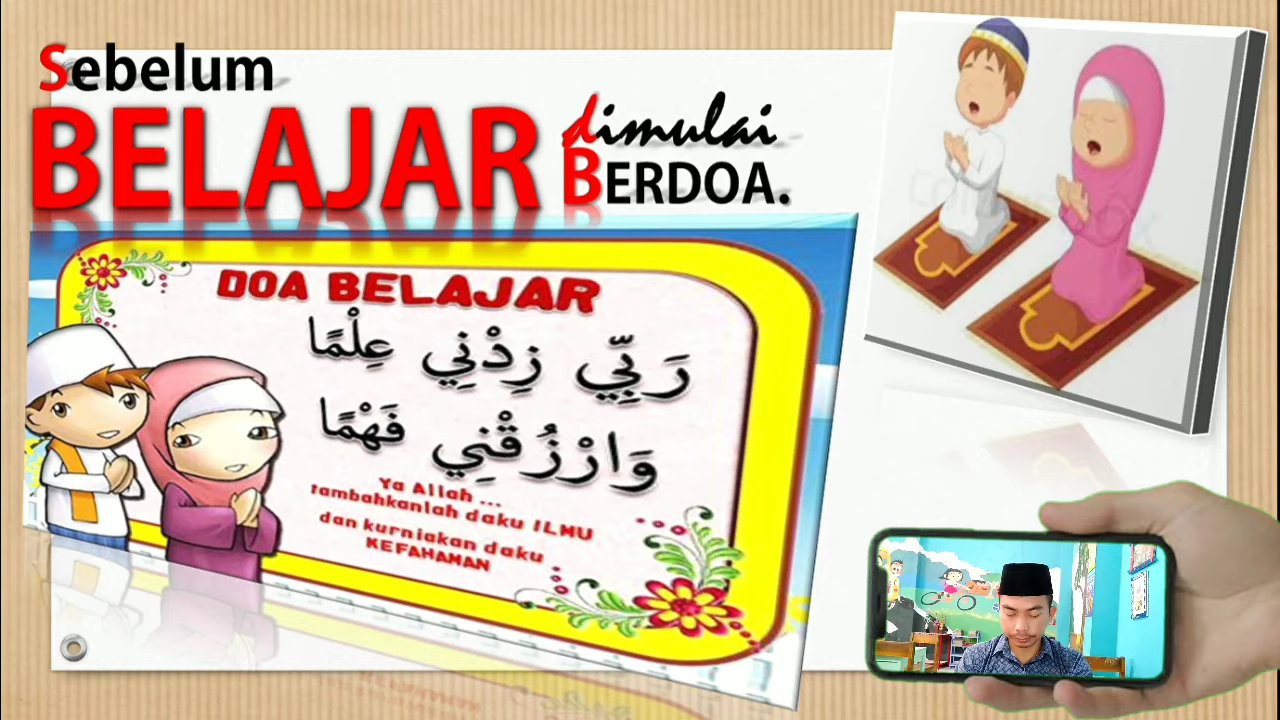 Sebelum
BELAJAR dimulai
BERDOA.
DOA BELAJAR
رَبِّي زِدْنِي عِلْمًا
وَارْزُقْنِي فَهْمًا
Ya Allah ...
tambahkanlah daku ILMU
dan kurniakan daku
KEFAHAMAN